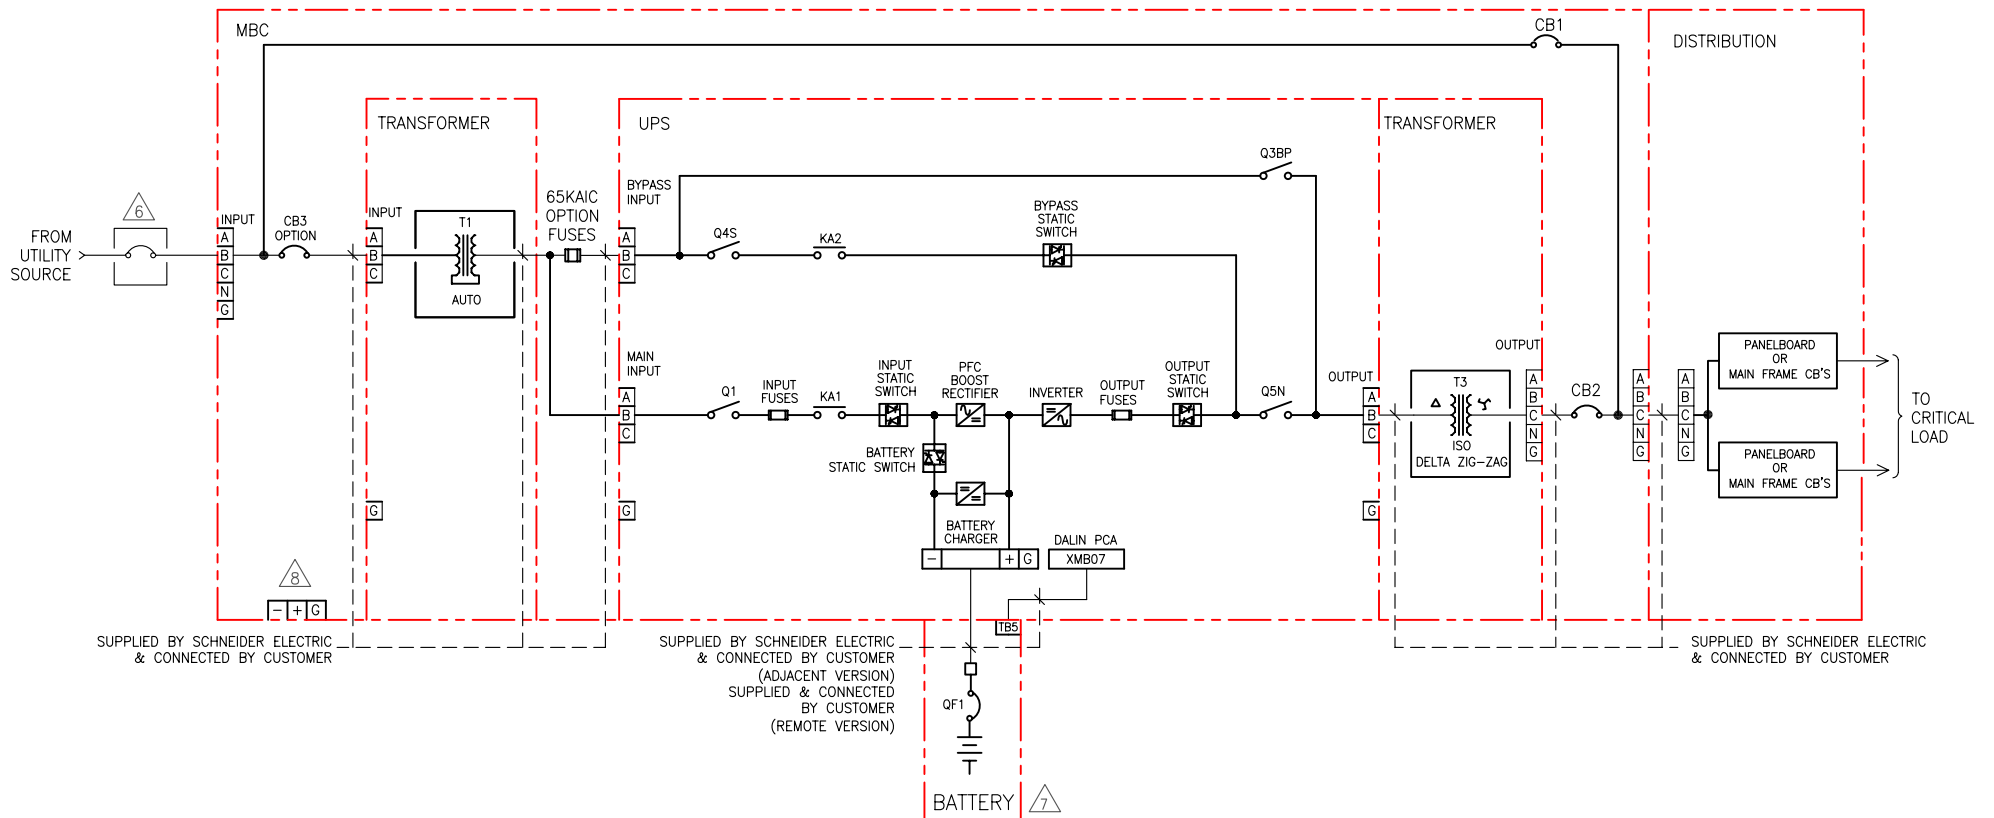 MBC
CB1
DISTRIBUTION
TRANSFORMER
UPS
TRANSFORMER
Q3BP
6
65KAIC
OPTION
FUSES
BYPASS
INPUT
BYPASS
STATIC
SWITCH
FROM
UTILITY
SOURCE
INPUT
A
B
C
N
G
CB3
OPTION
INPUT
A
B
C
T1
AUTO
A
B
C
Q4S
KA2
MAIN
INPUT
A
B
C
Q1
INPUT
FUSES
KA1
INPUT
STATIC
SWITCH
PFC
BOOST
RECTIFIER
INVERTER
OUTPUT
FUSES
OUTPUT
STATIC
SWITCH
Q5N
OUTPUT
A
B
C
T3
ISO
DELTA ZIG-ZAG
OUTPUT
A
B
C
N
G
CB2
A
B
C
N
G
A
B
C
N
G
PANELBOARD
OR
MAIN FRAME CB'S
PANELBOARD
OR
MAIN FRAME CB'S
TO
CRITICAL
LOAD
BATTERY
STATIC SWITCH
BATTERY
CHARGER
- + G
DALIN PCA
XMB07
G
G
G
8
- + G
TB5
SUPPLIED BY SCHNEIDER ELECTRIC
& CONNECTED BY CUSTOMER
SUPPLIED BY SCHNEIDER ELECTRIC
& CONNECTED BY CUSTOMER
(ADJACENT VERSION)
SUPPLIED & CONNECTED
BY CUSTOMER
(REMOTE VERSION)
SUPPLIED BY SCHNEIDER ELECTRIC
& CONNECTED BY CUSTOMER
QF1
BATTERY
7